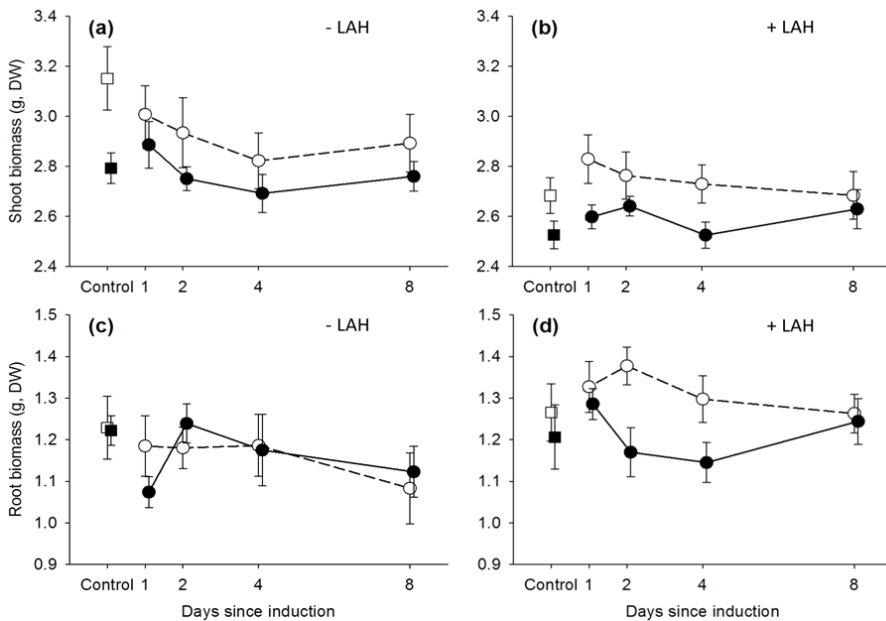 (a)
- LAH
3.4
3.2
3.0
2.8
2.6
2.4
Shoot biomass (g, DW)
Control 1 2 4 8
(b)
+ LAH
3.4
3.2
3.0
2.8
2.6
2.4
Control 1 2 4 8
(c)
- LAH
1.5
1.4
1.3
1.2
1.1
1.0
0.9
Root biomass (g, DW)
Control 1 2 4 8
Days since induction
(d)
+ LAH
1.5
1.4
1.3
1.2
1.1
1.0
0.9
Control 1 2 4 8
Days since induction